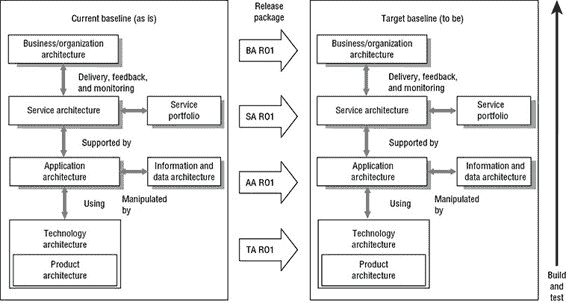 Current baseline (as is)
Business/organization
architecture
Delivery, feedback,
and monitoring
Service architecture
Service
portfolio
Supported by
Application
architecture
Information and
data architecture
Using
Manipulated
by
Technology
architecture
Product
architecture
Release
package
BA RO1
SA RO1
AA RO1
TA RO1
Target baseline (to be)
Business/organization
architecture
Delivery, feedback,
and monitoring
Service architecture
Service
portfolio
Supported by
Application
architecture
Information and
data architecture
Using
Manipulated
by
Technology
architecture
Product
architecture
Build
and
test